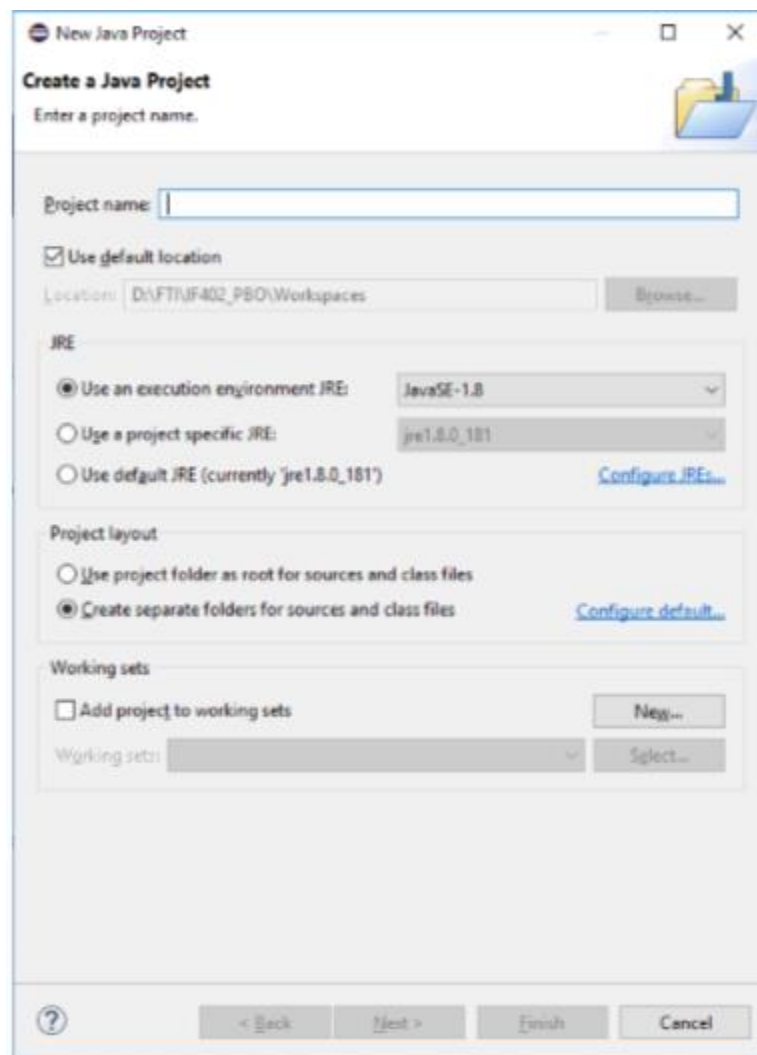 New Java Project
Create a Java Project
Enter a project name.
Project name:
Use default location
Location: D:\FTI\IF402_PBO\Workspaces Browse...
JRE
Use an execution environment JRE: JavaSE-1.8
Use a project specific JRE: jre1.8.0_181
Use default JRE (currently 'jre1.8.0_181') Configure JREs...
Project layout
Use project folder as root for sources and class files
Create separate folders for sources and class files Configure default...
Working sets
Add project to working sets New...
Working sets: Select...
? < Back Next > Finish Cancel